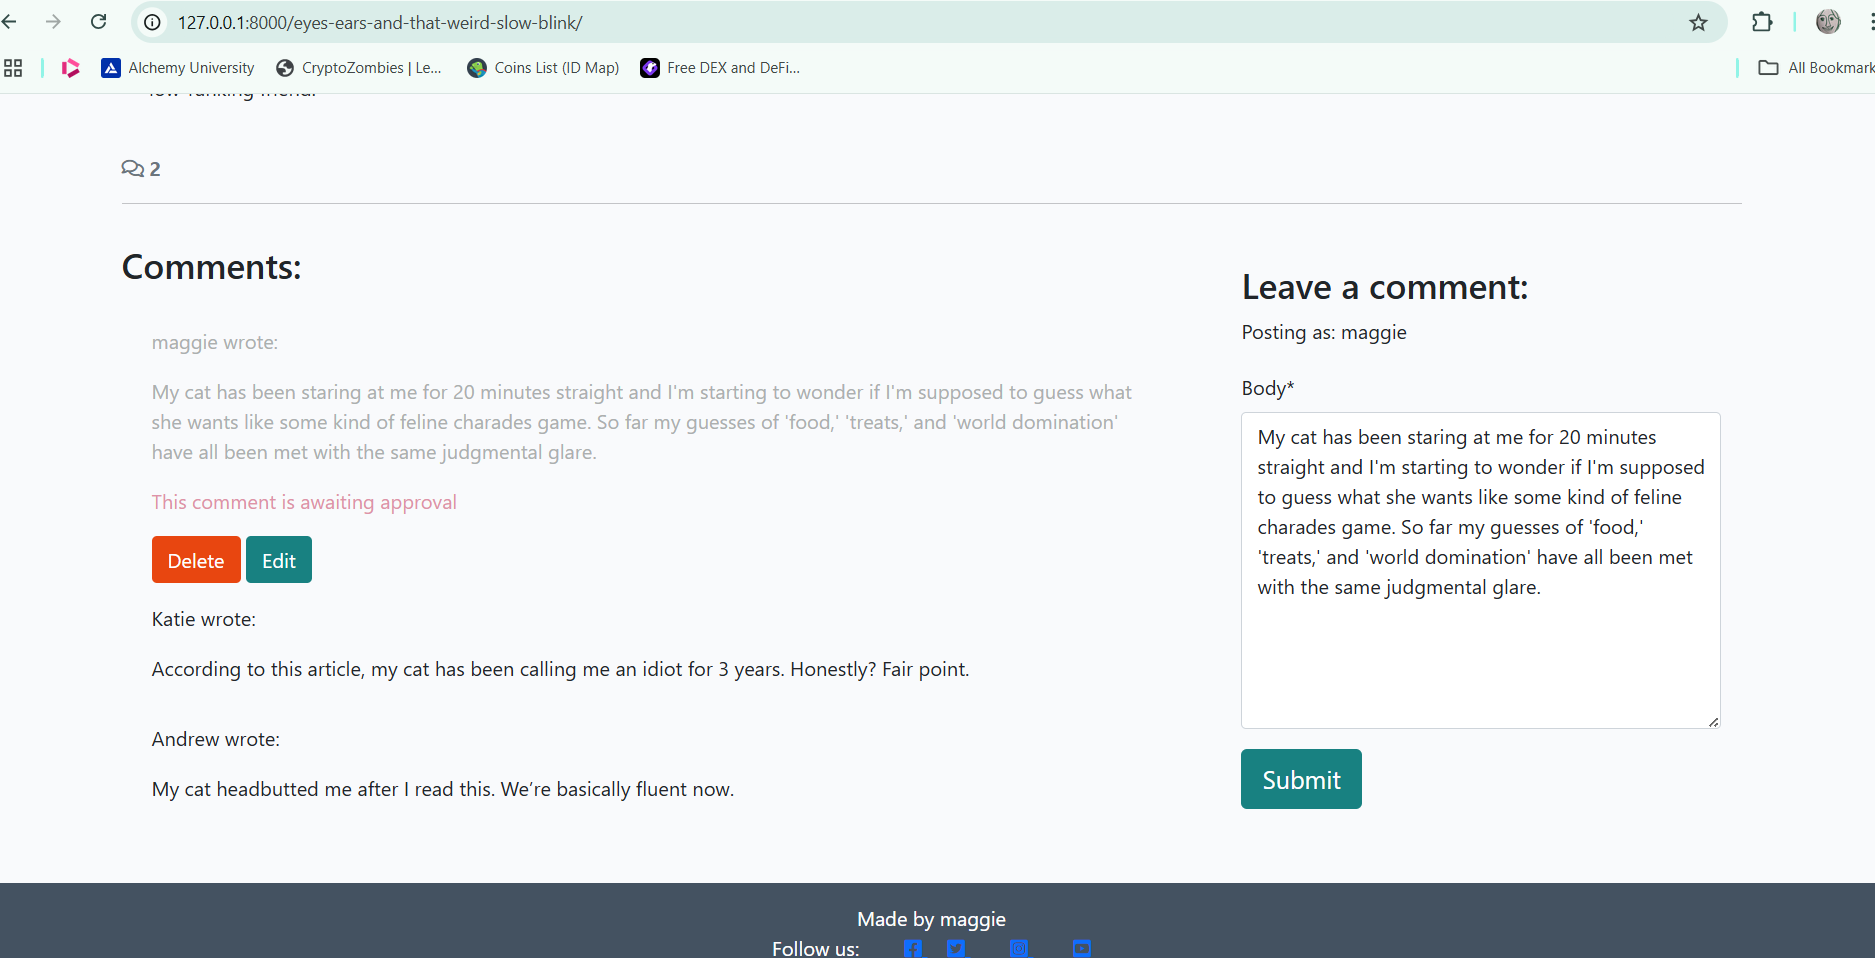 127.0.0.1:8000/eyes-ears-and-that-weird-slow-blink/
Alchemy University
CryptoZombies | Le...
Coins List (ID Map)
Free DEX and DeFi...
All Bookmark
2
Comments:
maggie wrote:
My cat has been staring at me for 20 minutes straight and I'm starting to wonder if I'm supposed to guess what
she wants like some kind of feline charades game. So far my guesses of 'food,' 'treats,' and 'world domination'
have all been met with the same judgmental glare.
This comment is awaiting approval
Delete
Edit
Katie wrote:
According to this article, my cat has been calling me an idiot for 3 years. Honestly? Fair point.
Andrew wrote:
My cat headbutted me after I read this. We’re basically fluent now.
Leave a comment:
Posting as: maggie
Body*
My cat has been staring at me for 20 minutes
straight and I'm starting to wonder if I'm supposed
to guess what she wants like some kind of feline
charades game. So far my guesses of 'food,'
'treats,' and 'world domination' have all been met
with the same judgmental glare.
Submit
Made by maggie
Follow us: